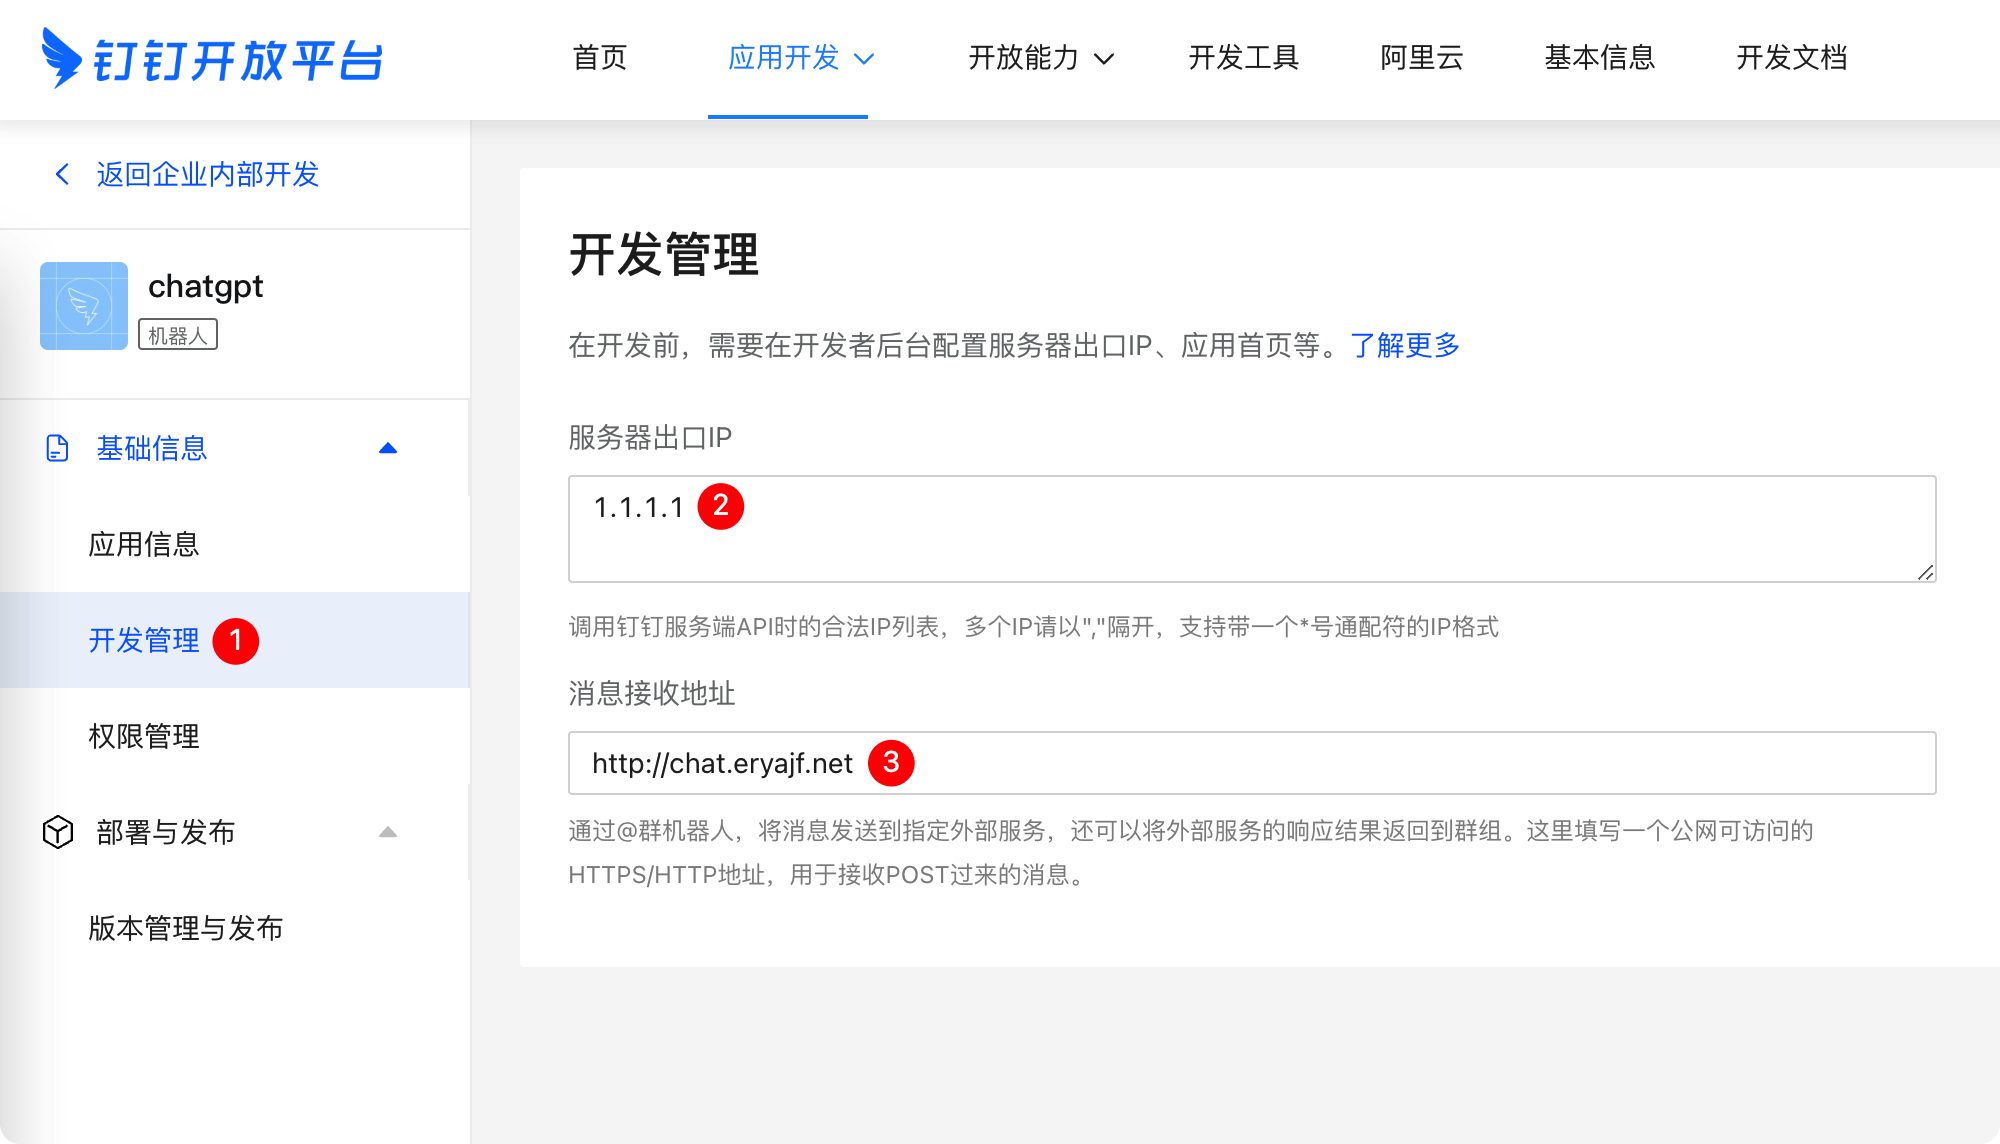 钉钉开放平台
首页 应用开发 开放能力 开发工具 阿里云 基本信息 开发文档
返回企业内部开发
chatgpt
机器人
基础信息
应用信息
开发管理 1
权限管理
部署与发布
版本管理与发布
开发管理
在开发前，需要在开发者后台配置服务器出口IP、应用首页等。了解更多
服务器出口IP
1.1.1.1 2
调用钉钉服务端API时的合法IP列表，多个IP请以","隔开，支持带一个*号通配符的IP格式
消息接收地址
http://chat.eryajf.net 3
通过@群机器人，将消息发送到指定外部服务，还可以将外部服务的响应结果返回到群组。这里填写一个公网可访问的
HTTPS/HTTP地址，用于接收POST过来的消息。